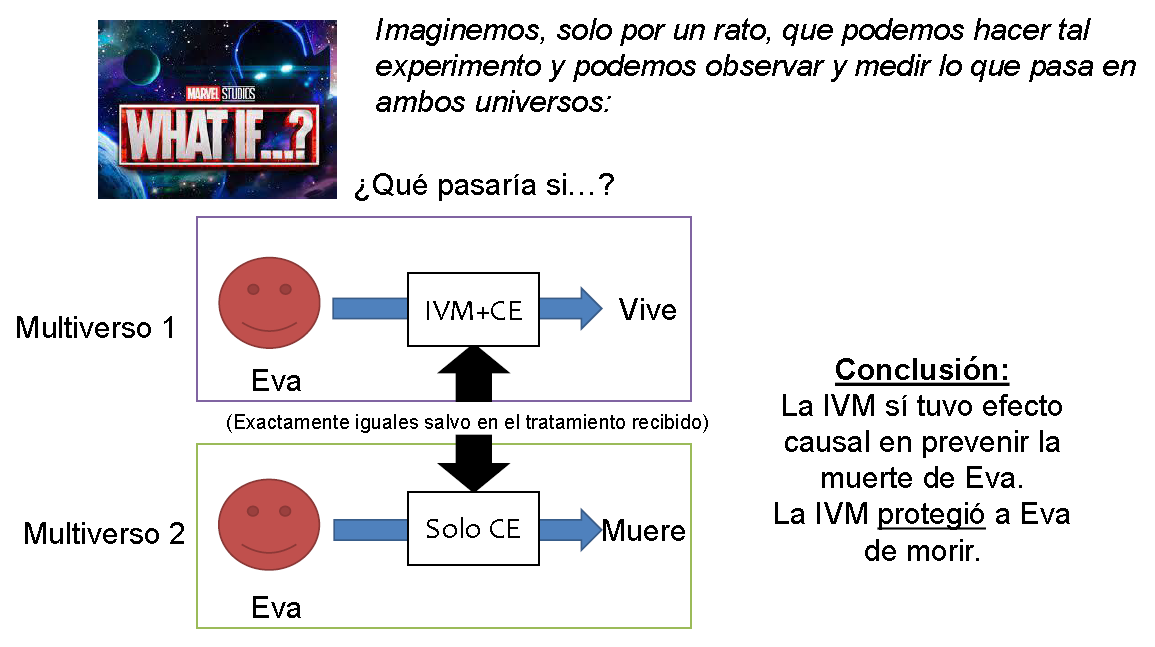 Imaginemos, solo por un rato, que podemos hacer tal
experimento y podemos observar y medir lo que pasa en
ambos universos:
MARVEL STUDIOS
WHAT IF...?
¿Qué pasaría si…?
Multiverso 1
Eva
IVM+CE
Vive
(Exactamente iguales salvo en el tratamiento recibido)
Multiverso 2
Eva
Solo CE
Muere
Conclusión:
La IVM sí tuvo efecto
causal en prevenir la
muerte de Eva.
La IVM protegió a Eva
de morir.